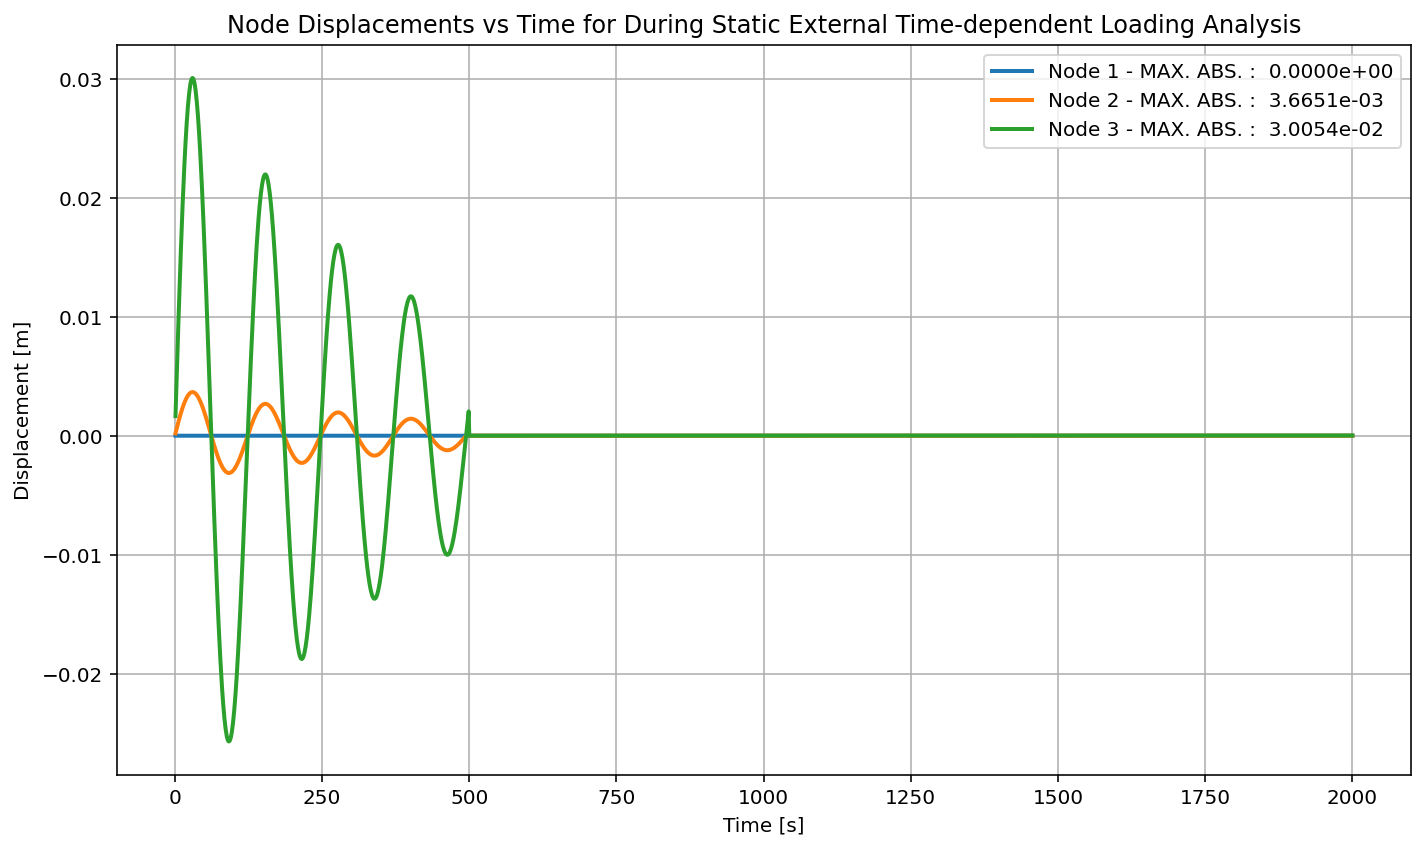 Node Displacements vs Time for During Static External Time-dependent Loading Analysis
Node 1 - MAX. ABS. :  0.0000e+00
Node 2 - MAX. ABS. :  3.6651e-03
Node 3 - MAX. ABS. :  3.0054e-02
Displacement [m]
0.03
0.02
0.01
0.00
−0.01
−0.02
0 250 500 750 1000 1250 1500 1750 2000
Time [s]